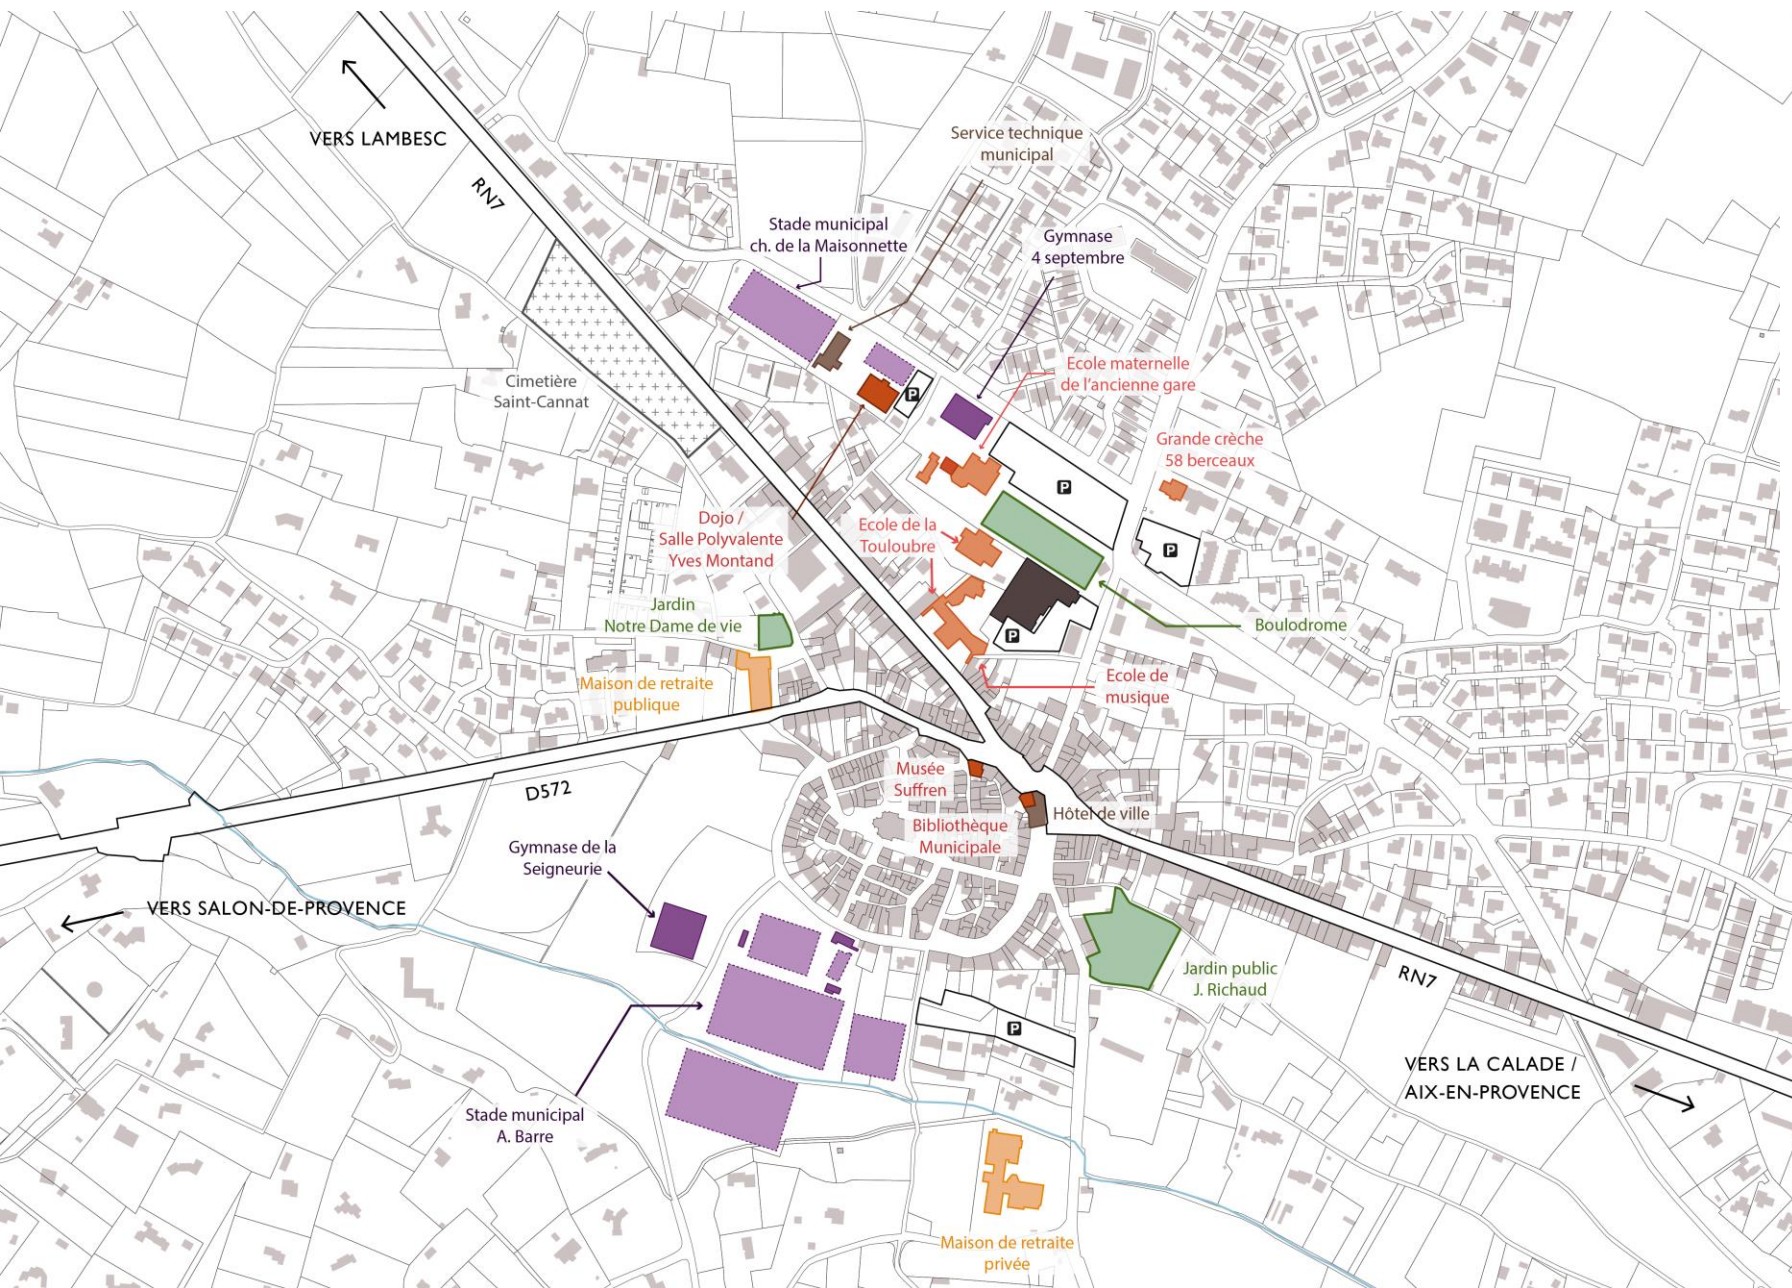 Service technique
municipal
VERS LAMBESC
RN7
Stade municipal
ch. de la Maisonnette
Gymnase
4 septembre
Cimetière
Saint-Cannat
Ecole maternelle
de l'ancienne gare
P
Grande crèche
58 berceaux
P
Dojo /
Salle Polyvalente
Yves Montand
Ecole de la
Touloubre
P
Jardin
Notre Dame de vie
P
Boulodrome
Maison de retraite
publique
Ecole de
musique
D572
Musée
Suffren
Hôtel de ville
Bibliothèque
Municipale
Gymnase de la
Seigneurie
VERS SALON-DE-PROVENCE
Jardin public
J. Richaud
RN7
P
VERS LA CALADE /
AIX-EN-PROVENCE
Stade municipal
A. Barre
Maison de retraite
privée